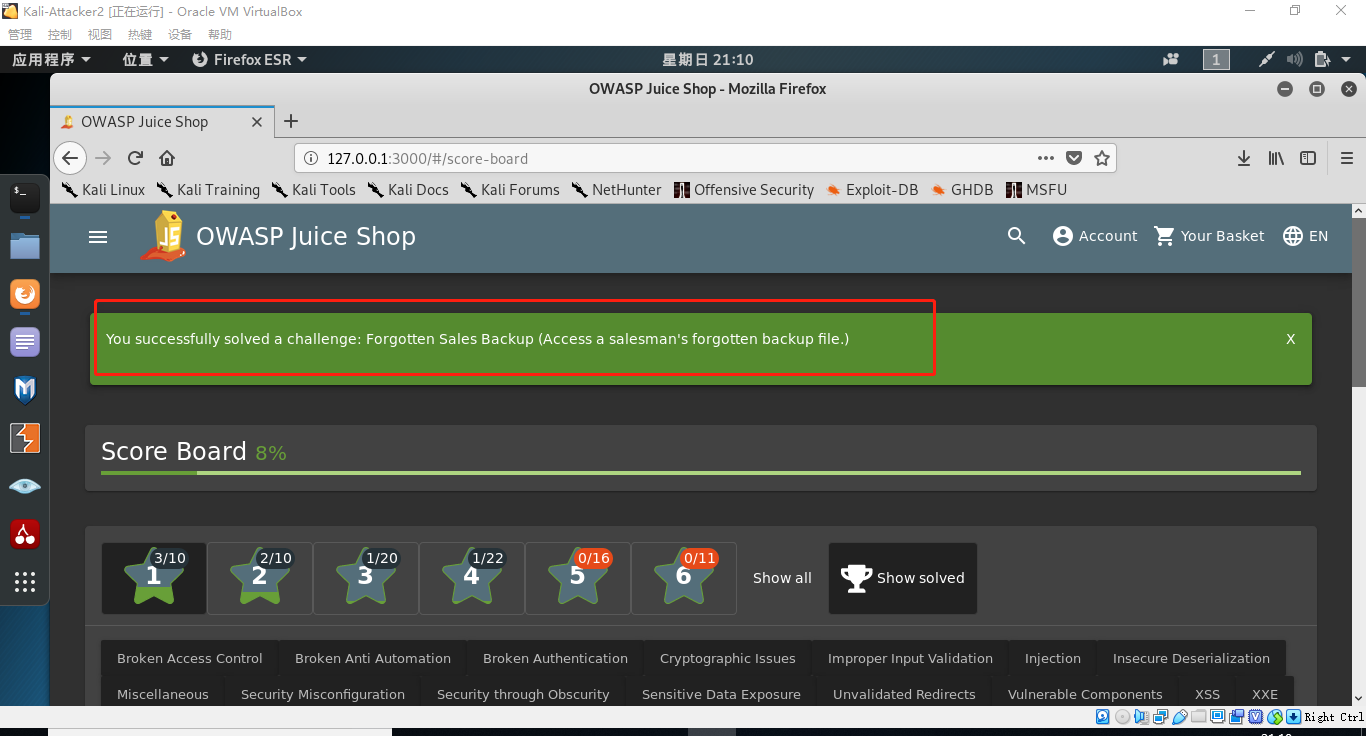 Kali-Attacker2 [正在运行] - Oracle VM VirtualBox
管理 控制 视图 热键 设备 帮助
应用程序 位置 Firefox ESR 星期日 21:10 1
OWASP Juice Shop - Mozilla Firefox
OWASP Juice Shop
127.0.0.1:3000/#/score-board
Kali Linux Kali Training Kali Tools Kali Docs Kali Forums NetHunter Offensive Security Exploit-DB GHDB MSFU
JS OWASP Juice Shop Account Your Basket EN
You successfully solved a challenge: Forgotten Sales Backup (Access a salesman's forgotten backup file.) X
Score Board 8%
3/10 2/10 1/20 1/22 0/16 0/11
1 2 3 4 5 6 Show all Show solved
Broken Access Control Broken Anti Automation Broken Authentication Cryptographic Issues Improper Input Validation Injection Insecure Deserialization
Miscellaneous Security Misconfiguration Security through Obscurity Sensitive Data Exposure Unvalidated Redirects Vulnerable Components XSS XXE
Right Ctrl